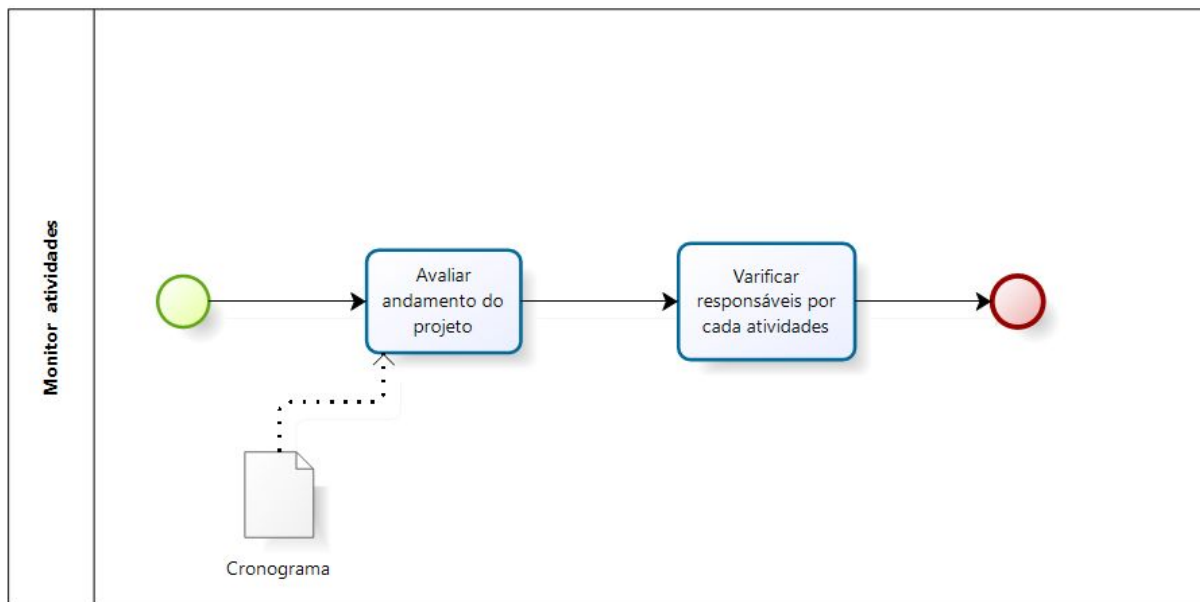 Monitor atividades
Avaliar
andamento do
projeto
Varificar
responsáveis por
cada atividades
Cronograma